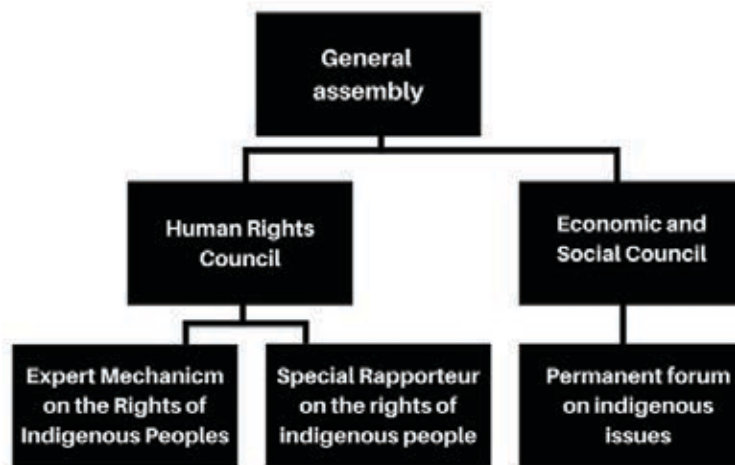 General
assembly
Human Rights
Council
Economic and
Social Council
Expert Mechanicm
on the Rights of
Indigenous Peoples
Special Rapporteur
on the rights of
indigenous people
Permanent forum
on indigenous
issues